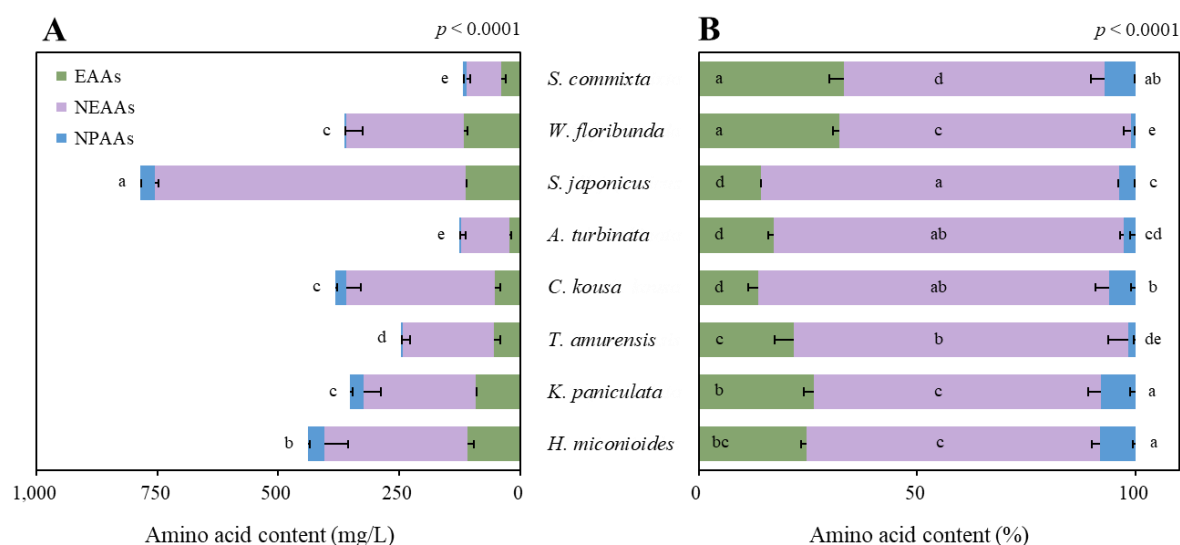 A
p < 0.0001
B
p < 0.0001
EAAs
NEAAs
NPAAs
e
S. commixta
a
d
ab
c
W. floribunda
a
c
e
a
S. japonicus
d
a
c
e
A. turbinata
d
ab
cd
c
C. kousa
d
ab
b
d
T. amurensis
c
b
de
c
K. paniculata
b
c
a
b
H. miconioides
bc
c
a
1,000
750
500
250
0
0
50
100
Amino acid content (mg/L)
Amino acid content (%)